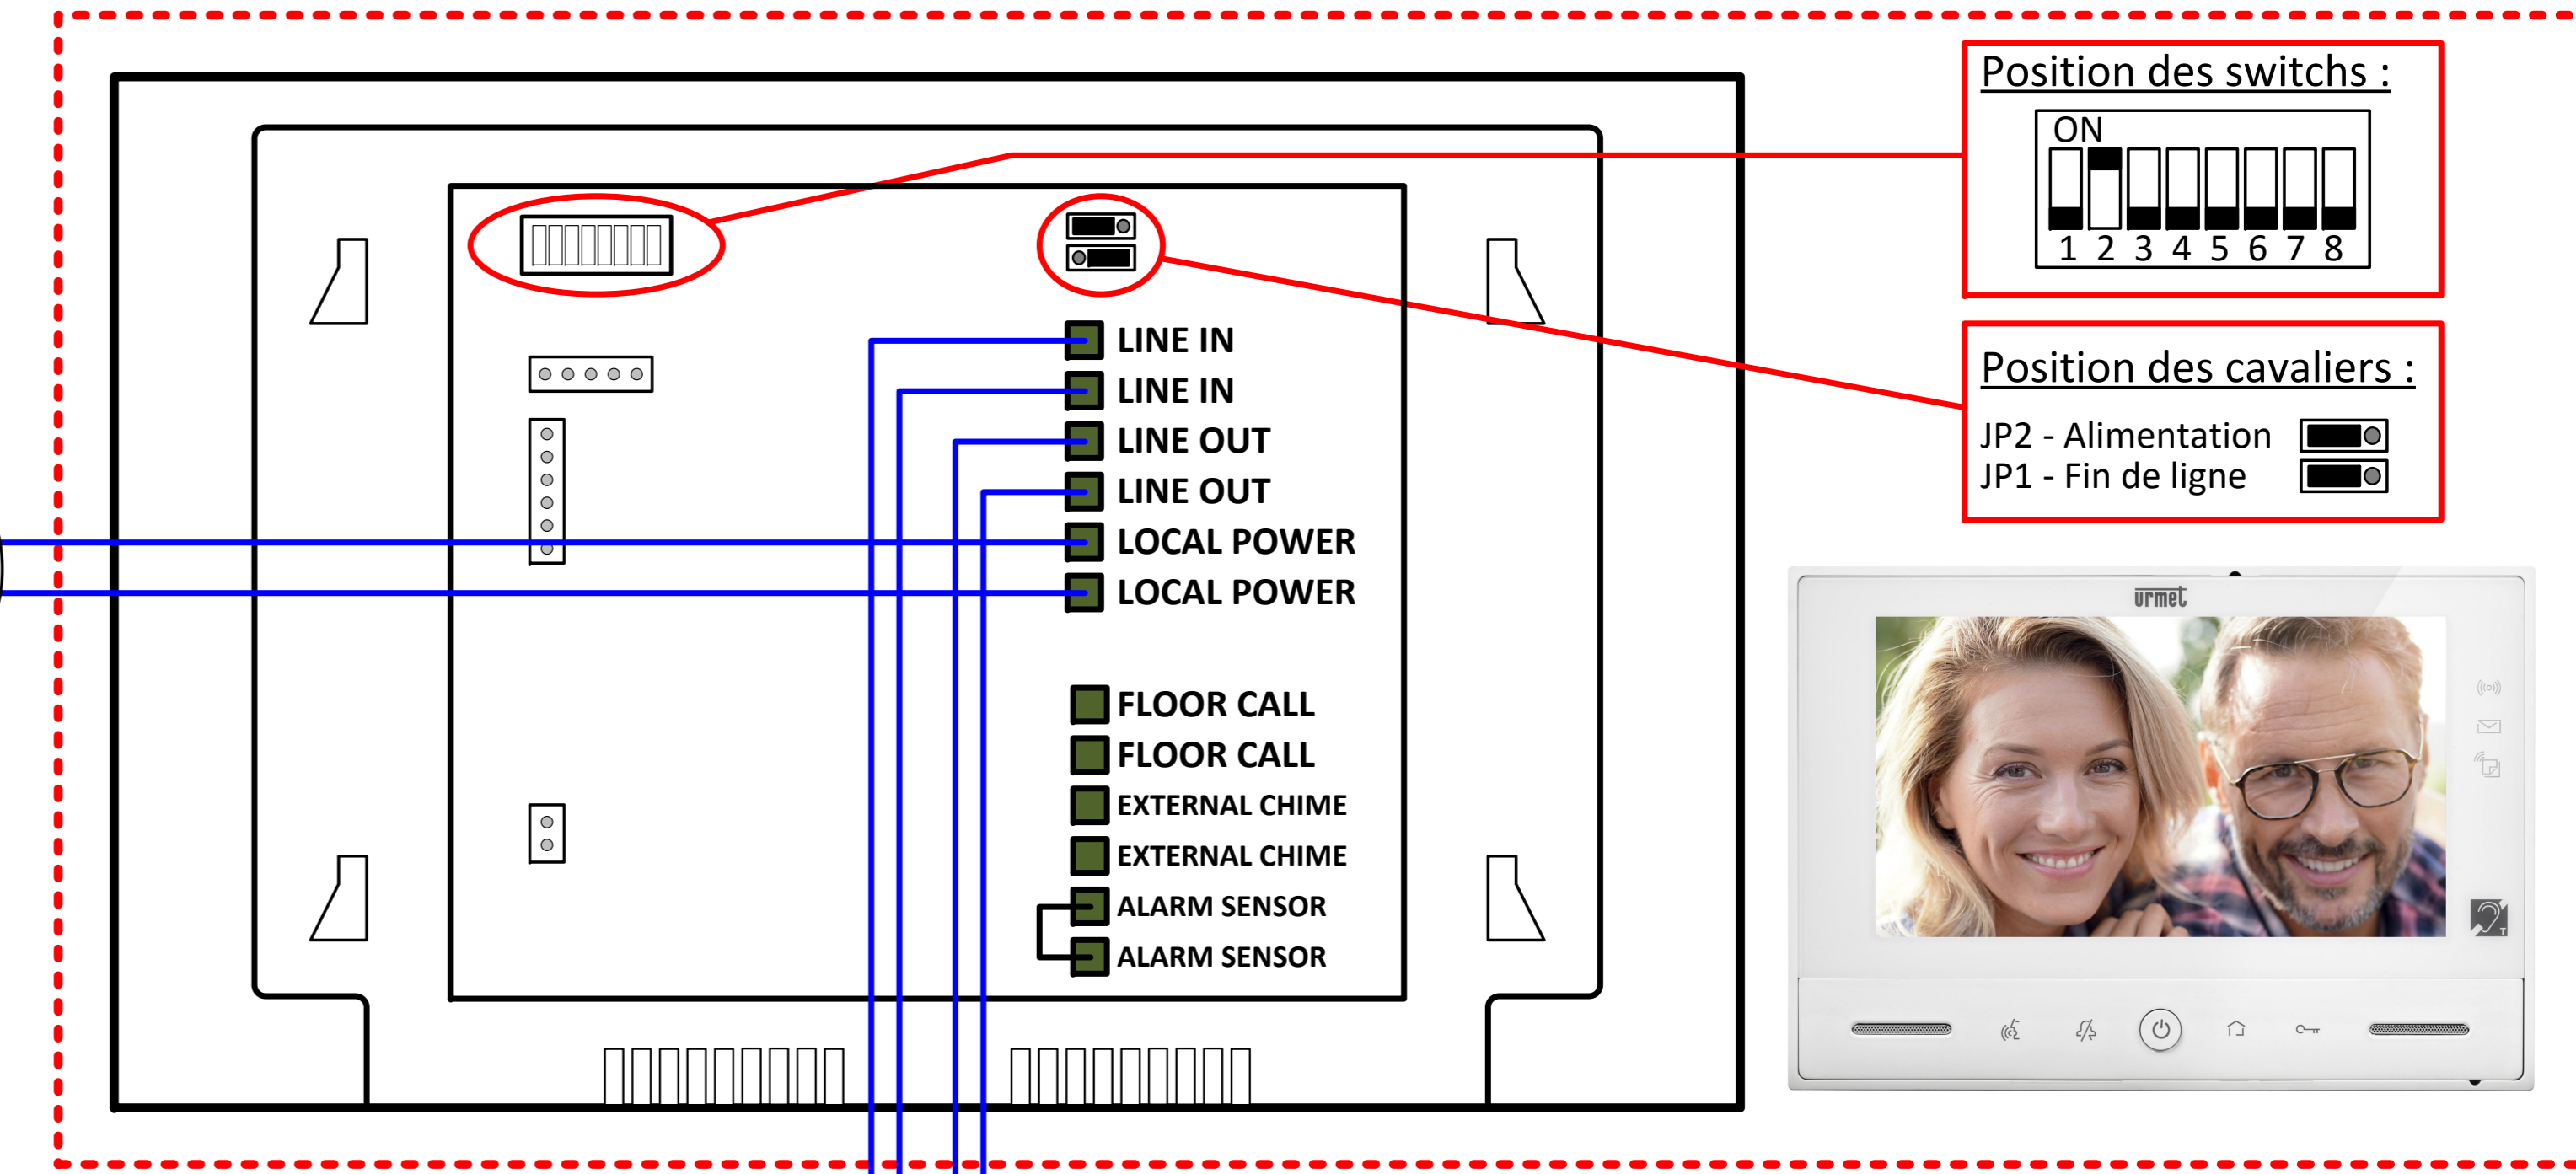 Position des switchs :
ON
1 2 3 4 5 6 7 8
LINE IN
LINE IN
LINE OUT
LINE OUT
LOCAL POWER
LOCAL POWER
FLOOR CALL
FLOOR CALL
EXTERNAL CHIME
EXTERNAL CHIME
ALARM SENSOR
ALARM SENSOR
Position des cavaliers :
JP2 - Alimentation
JP1 - Fin de ligne
urmet
T